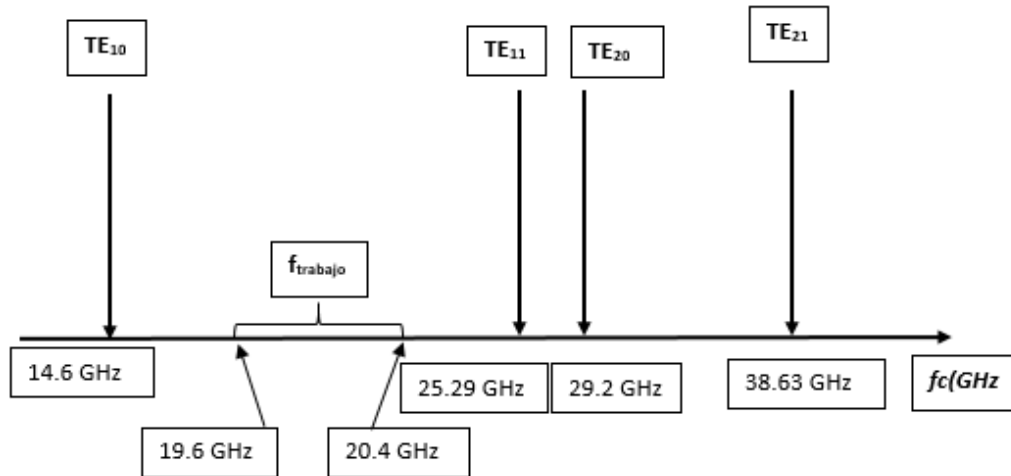 TE₁₀
TE₁₁
TE₂₀
TE₂₁
f_trabajo
14.6 GHz
25.29 GHz
29.2 GHz
38.63 GHz
fc(GHz
19.6 GHz
20.4 GHz